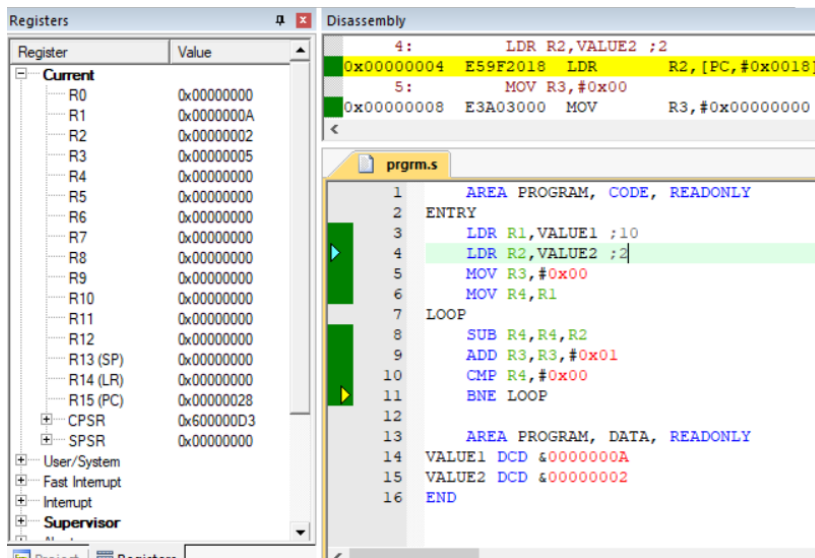 Registers
Register Value
Current
R0 0x00000000
R1 0x0000000A
R2 0x00000002
R3 0x00000005
R4 0x00000000
R5 0x00000000
R6 0x00000000
R7 0x00000000
R8 0x00000000
R9 0x00000000
R10 0x00000000
R11 0x00000000
R12 0x00000000
R13 (SP) 0x00000000
R14 (LR) 0x00000000
R15 (PC) 0x00000028
CPSR 0x600000D3
SPSR 0x00000000
User/System
Fast Interrupt
Interrupt
Supervisor
Project Registers
Disassembly
4: LDR R2,VALUE2 ;2
0x00000004 E59F2018 LDR R2,[PC,#0x0018]
5: MOV R3,#0x00
0x00000008 E3A03000 MOV R3,#0x00000000
prgrm.s
1 AREA PROGRAM, CODE, READONLY
2 ENTRY
3 LDR R1,VALUE1 ;10
4 LDR R2,VALUE2 ;2
5 MOV R3,#0x00
6 MOV R4,R1
7 LOOP
8 SUB R4,R4,R2
9 ADD R3,R3,#0x01
10 CMP R4,#0x00
11 BNE LOOP
12
13 AREA PROGRAM, DATA, READONLY
14 VALUE1 DCD &0000000A
15 VALUE2 DCD &00000002
16 END